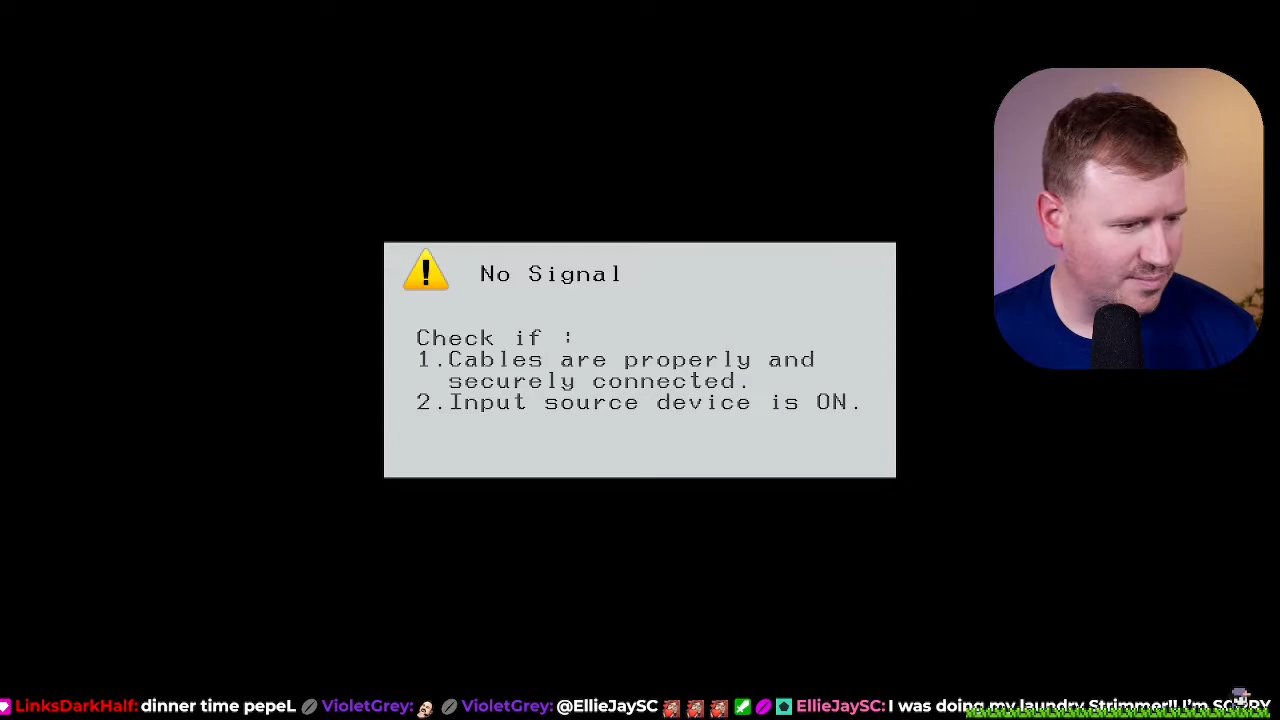 No Signal
Check if :
1.Cables are properly and
securely connected.
2.Input source device is ON.
LinksDarkHalf: dinner time pepeL VioletGrey: VioletGrey: @EllieJaySC EllieJaySC: I was doing my laundry Strimmer!! I'm SORRY